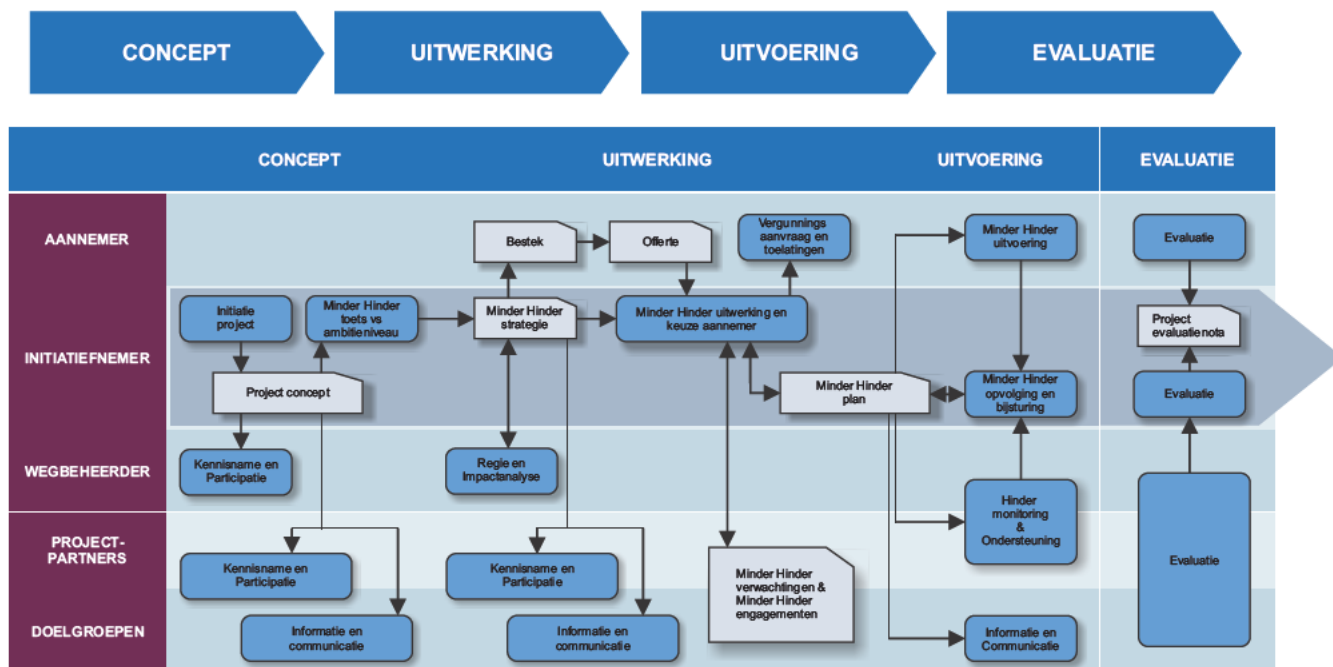 CONCEPT
UITWERKING
UITVOERING
EVALUATIE
CONCEPT
UITWERKING
UITVOERING
EVALUATIE
AANNEMER
Bestek
Offerte
Vergunnings
aanvraag en
toelatingen
Minder Hinder
uitvoering
Evaluatie
INITIATIEFNEMER
Initiatie
project
Minder Hinder
toets vs
ambitieniveau
Minder Hinder
strategie
Minder Hinder uitwerking en
keuze aannemer
Project
evaluatienota
Project concept
Minder Hinder
plan
Minder Hinder
opvolging en
bijsturing
Evaluatie
WEGBEHEERDER
Kennisname en
Participatie
Regie en
Impactanalyse
Hinder
monitoring
&
Ondersteuning
PROJECT-
PARTNERS
Kennisname en
Participatie
Kennisname en
Participatie
Minder Hinder
verwachtingen &
Minder Hinder
engagementen
Evaluatie
DOELGROEPEN
Informatie en
communicatie
Informatie en
communicatie
Informatie en
Communicatie